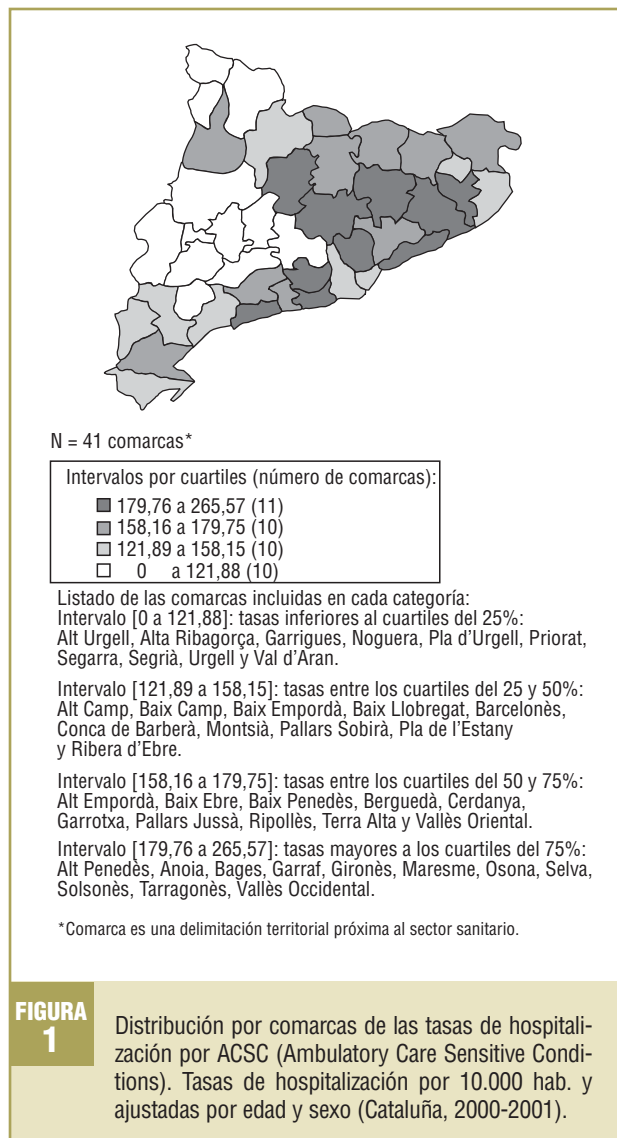 N = 41 comarcas*
Intervalos por cuartiles (número de comarcas):
179,76 a 265,57 (11)
158,16 a 179,75 (10)
121,89 a 158,15 (10)
0 a 121,88 (10)
Listado de las comarcas incluidas en cada categoría:
Intervalo [0 a 121,88]: tasas inferiores al cuartiles del 25%:
Alt Urgell, Alta Ribagorça, Garrigues, Noguera, Pla d'Urgell, Priorat,
Segarra, Segrià, Urgell y Val d'Aran.
Intervalo [121,89 a 158,15]: tasas entre los cuartiles del 25 y 50%:
Alt Camp, Baix Camp, Baix Empordà, Baix Llobregat, Barcelonès,
Conca de Barberà, Montsià, Pallars Sobirà, Pla de l'Estany
y Ribera d'Ebre.
Intervalo [158,16 a 179,75]: tasas entre los cuartiles del 50 y 75%:
Alt Empordà, Baix Ebre, Baix Penedès, Berguedà, Cerdanya,
Garrotxa, Pallars Jussà, Ripollès, Terra Alta y Vallès Oriental.
Intervalo [179,76 a 265,57]: tasas mayores a los cuartiles del 75%:
Alt Penedès, Anoia, Bages, Garraf, Gironès, Maresme, Osona, Selva,
Solsonès, Tarragonès, Vallès Occidental.
*Comarca es una delimitación territorial próxima al sector sanitario.
FIGURA
1
Distribución por comarcas de las tasas de hospitali-
zación por ACSC (Ambulatory Care Sensitive Condi-
tions). Tasas de hospitalización por 10.000 hab. y
ajustadas por edad y sexo (Cataluña, 2000-2001).